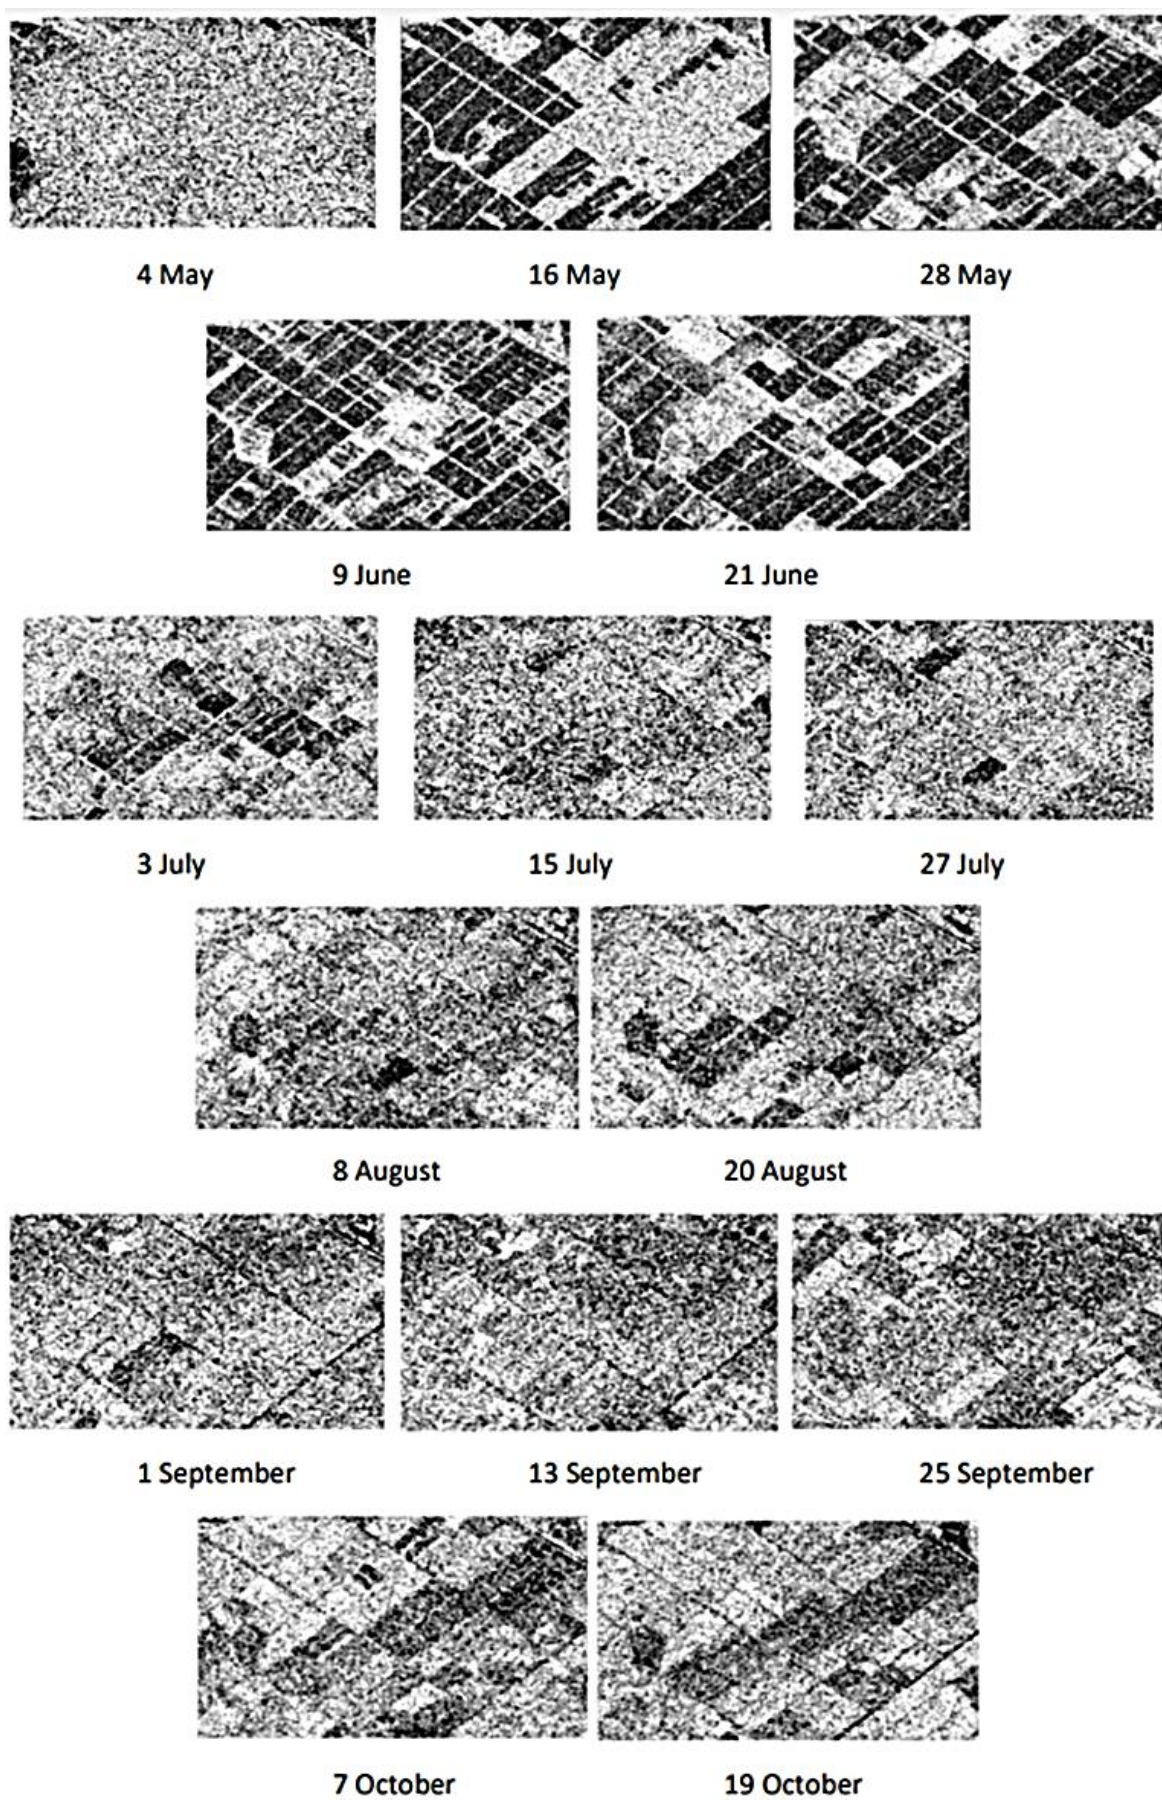 4 May
16 May
28 May
9 June
21 June
3 July
15 July
27 July
8 August
20 August
1 September
13 September
25 September
7 October
19 October